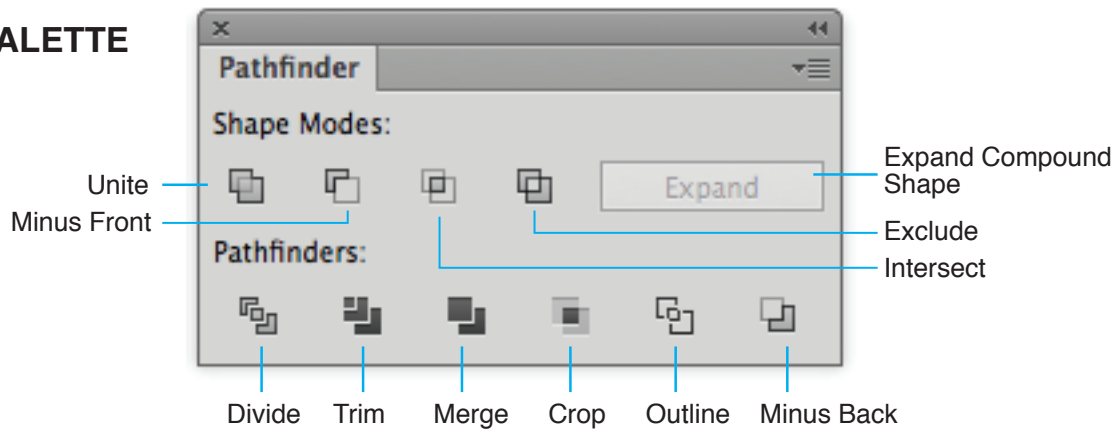 ALETTE
Pathfinder
Shape Modes:
Unite
Expand
Expand Compound
Shape
Minus Front
Exclude
Pathfinders:
Intersect
Divide Trim Merge Crop Outline Minus Back